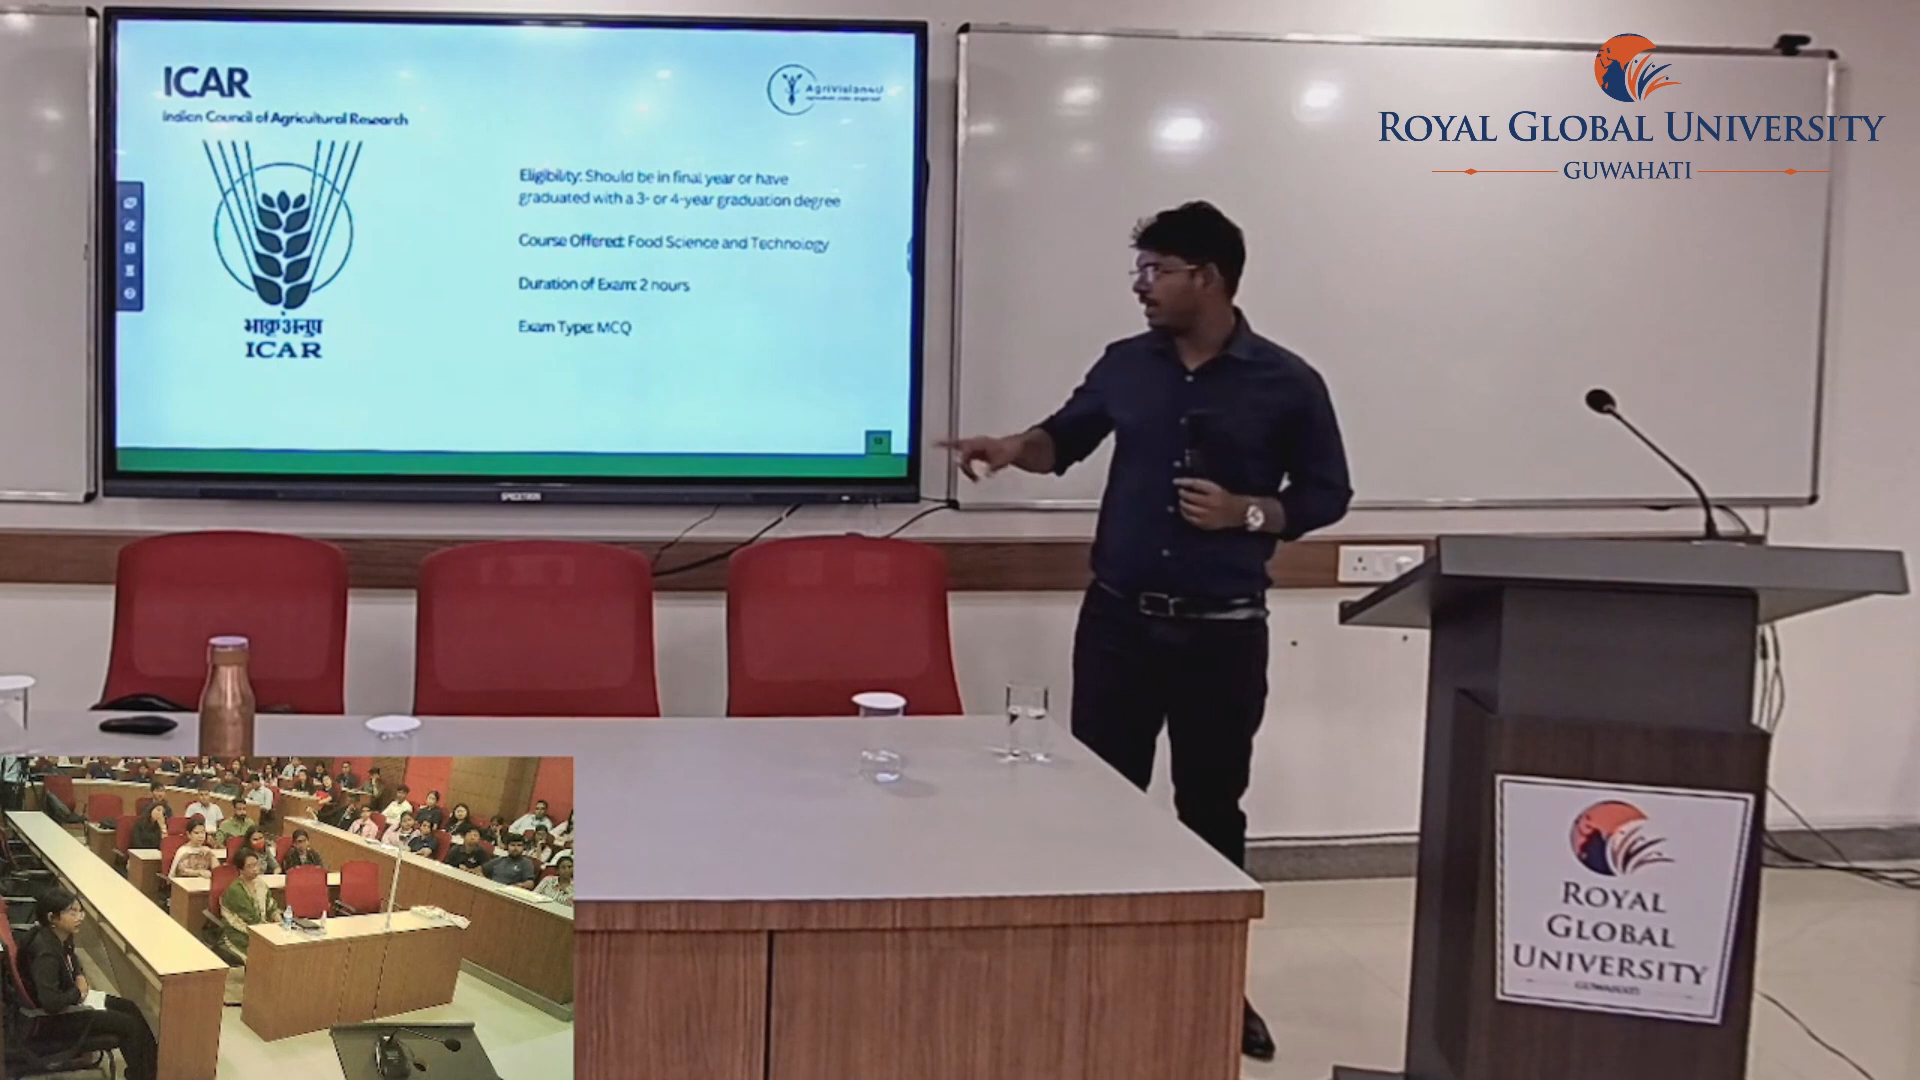 ICAR
Indian Council of Agricultural Research
AgriVision4U
Eligibility: Should be in final year or have
graduated with a 3- or 4-year graduation degree
Course Offered: Food Science and Technology
Duration of Exam: 2 hours
Exam Type: MCQ
भाकृअनुप
ICAR
ROYAL GLOBAL UNIVERSITY
GUWAHATI
ROYAL
GLOBAL
UNIVERSITY
GUWAHATI